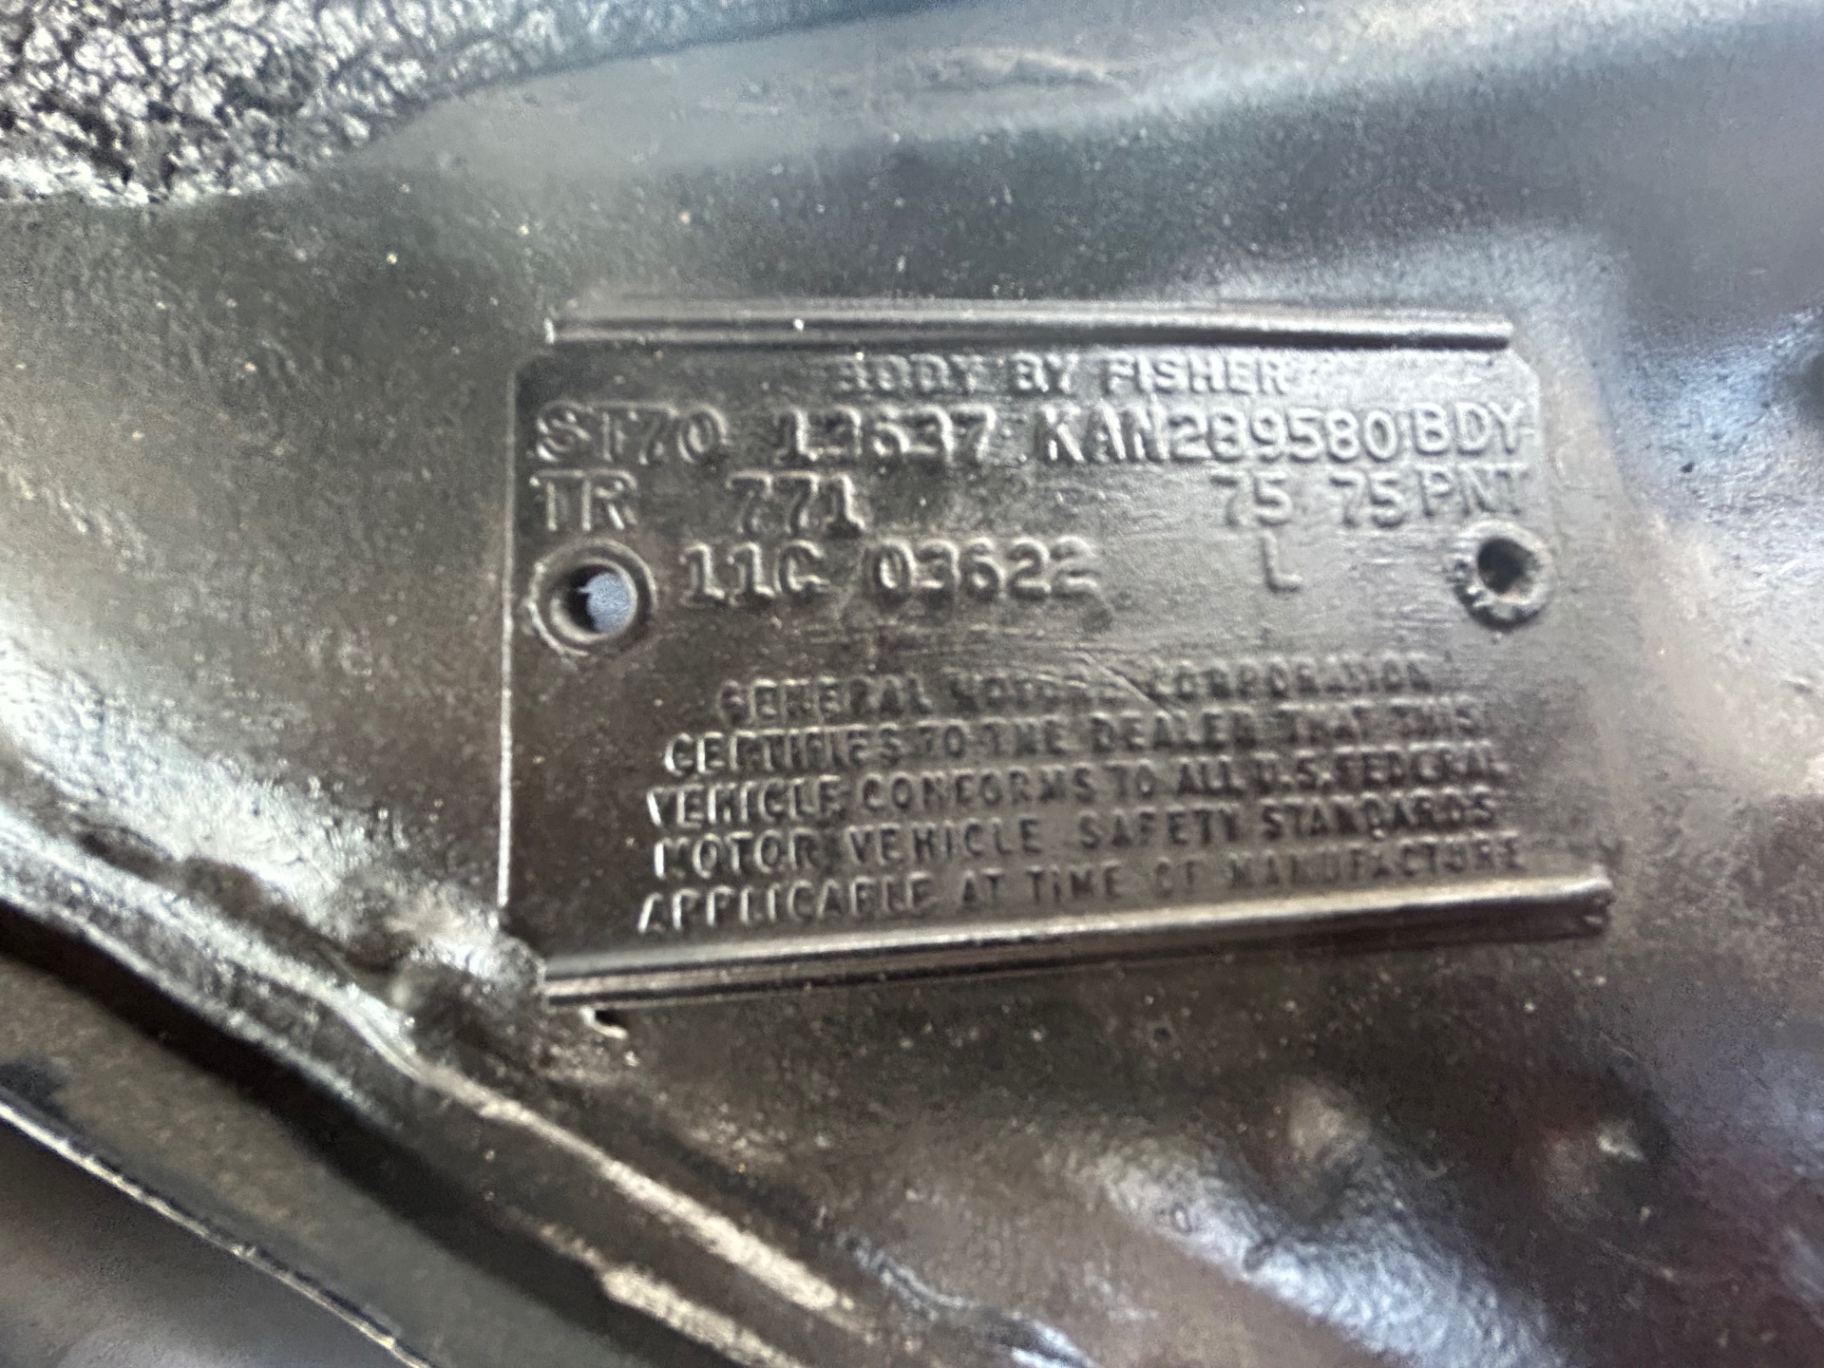 BODY BY FISHER
ST70 13637 KAN289580 BDY
TR 771 75 75 PNT
11C 03622 L
GENERAL MOTORS CORPORATION
CERTIFIES TO THE DEALER THAT THIS
VEHICLE CONFORMS TO ALL U.S. FEDERAL
MOTOR VEHICLE SAFETY STANDARDS
APPLICABLE AT TIME OF MANUFACTURE